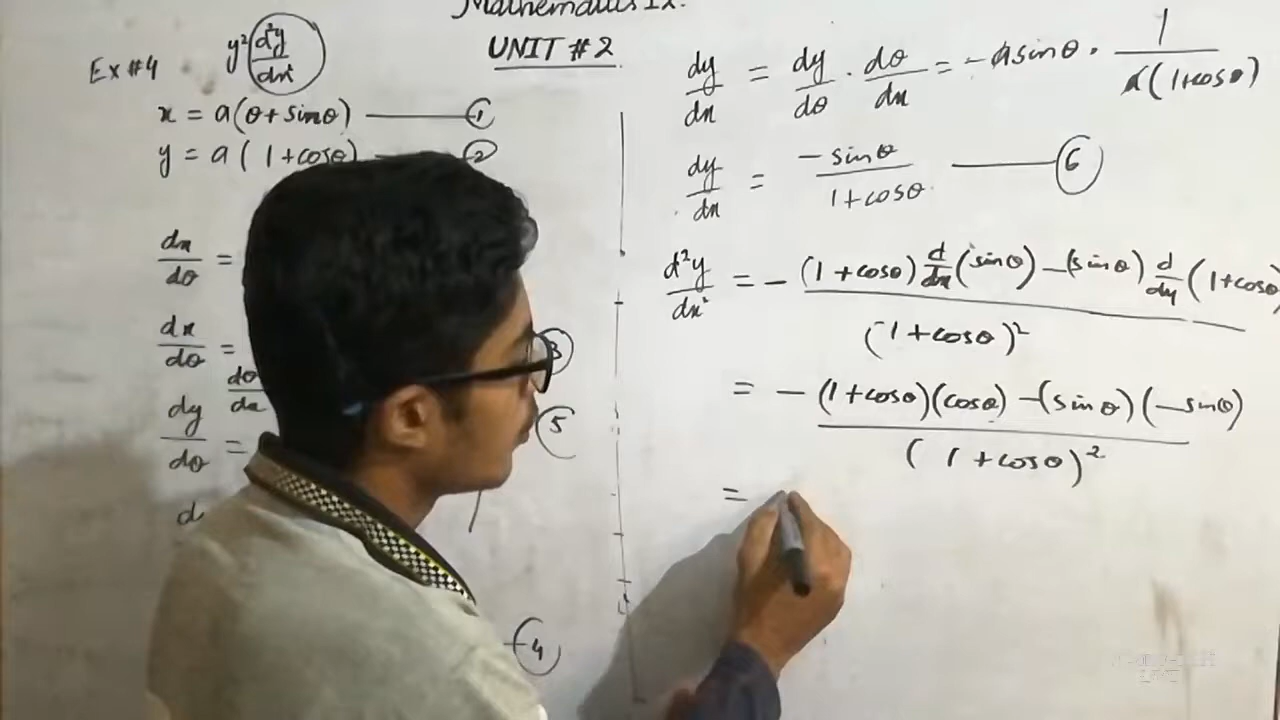 Mathematics IX.
UNIT # 2
Ex # 4 y² d²y/dx²
x = a(θ + sinθ) — 1
y = a(1 + cosθ) — 2
dx/dθ =
dx/dθ = 3
dθ/dx
dy/dθ = 5
d
4
dy/dx = dy/dθ · dθ/dx = -a sinθ · 1/a(1+cosθ)
dy/dx = -sinθ/1+cosθ — 6
d²y/dx² = - (1+cosθ) d/dx (sinθ) - (sinθ) d/dy (1+cosθ)/(1+cosθ)²
= - (1+cosθ)(cosθ) - (sinθ)(-sinθ)/(1+cosθ)²
=